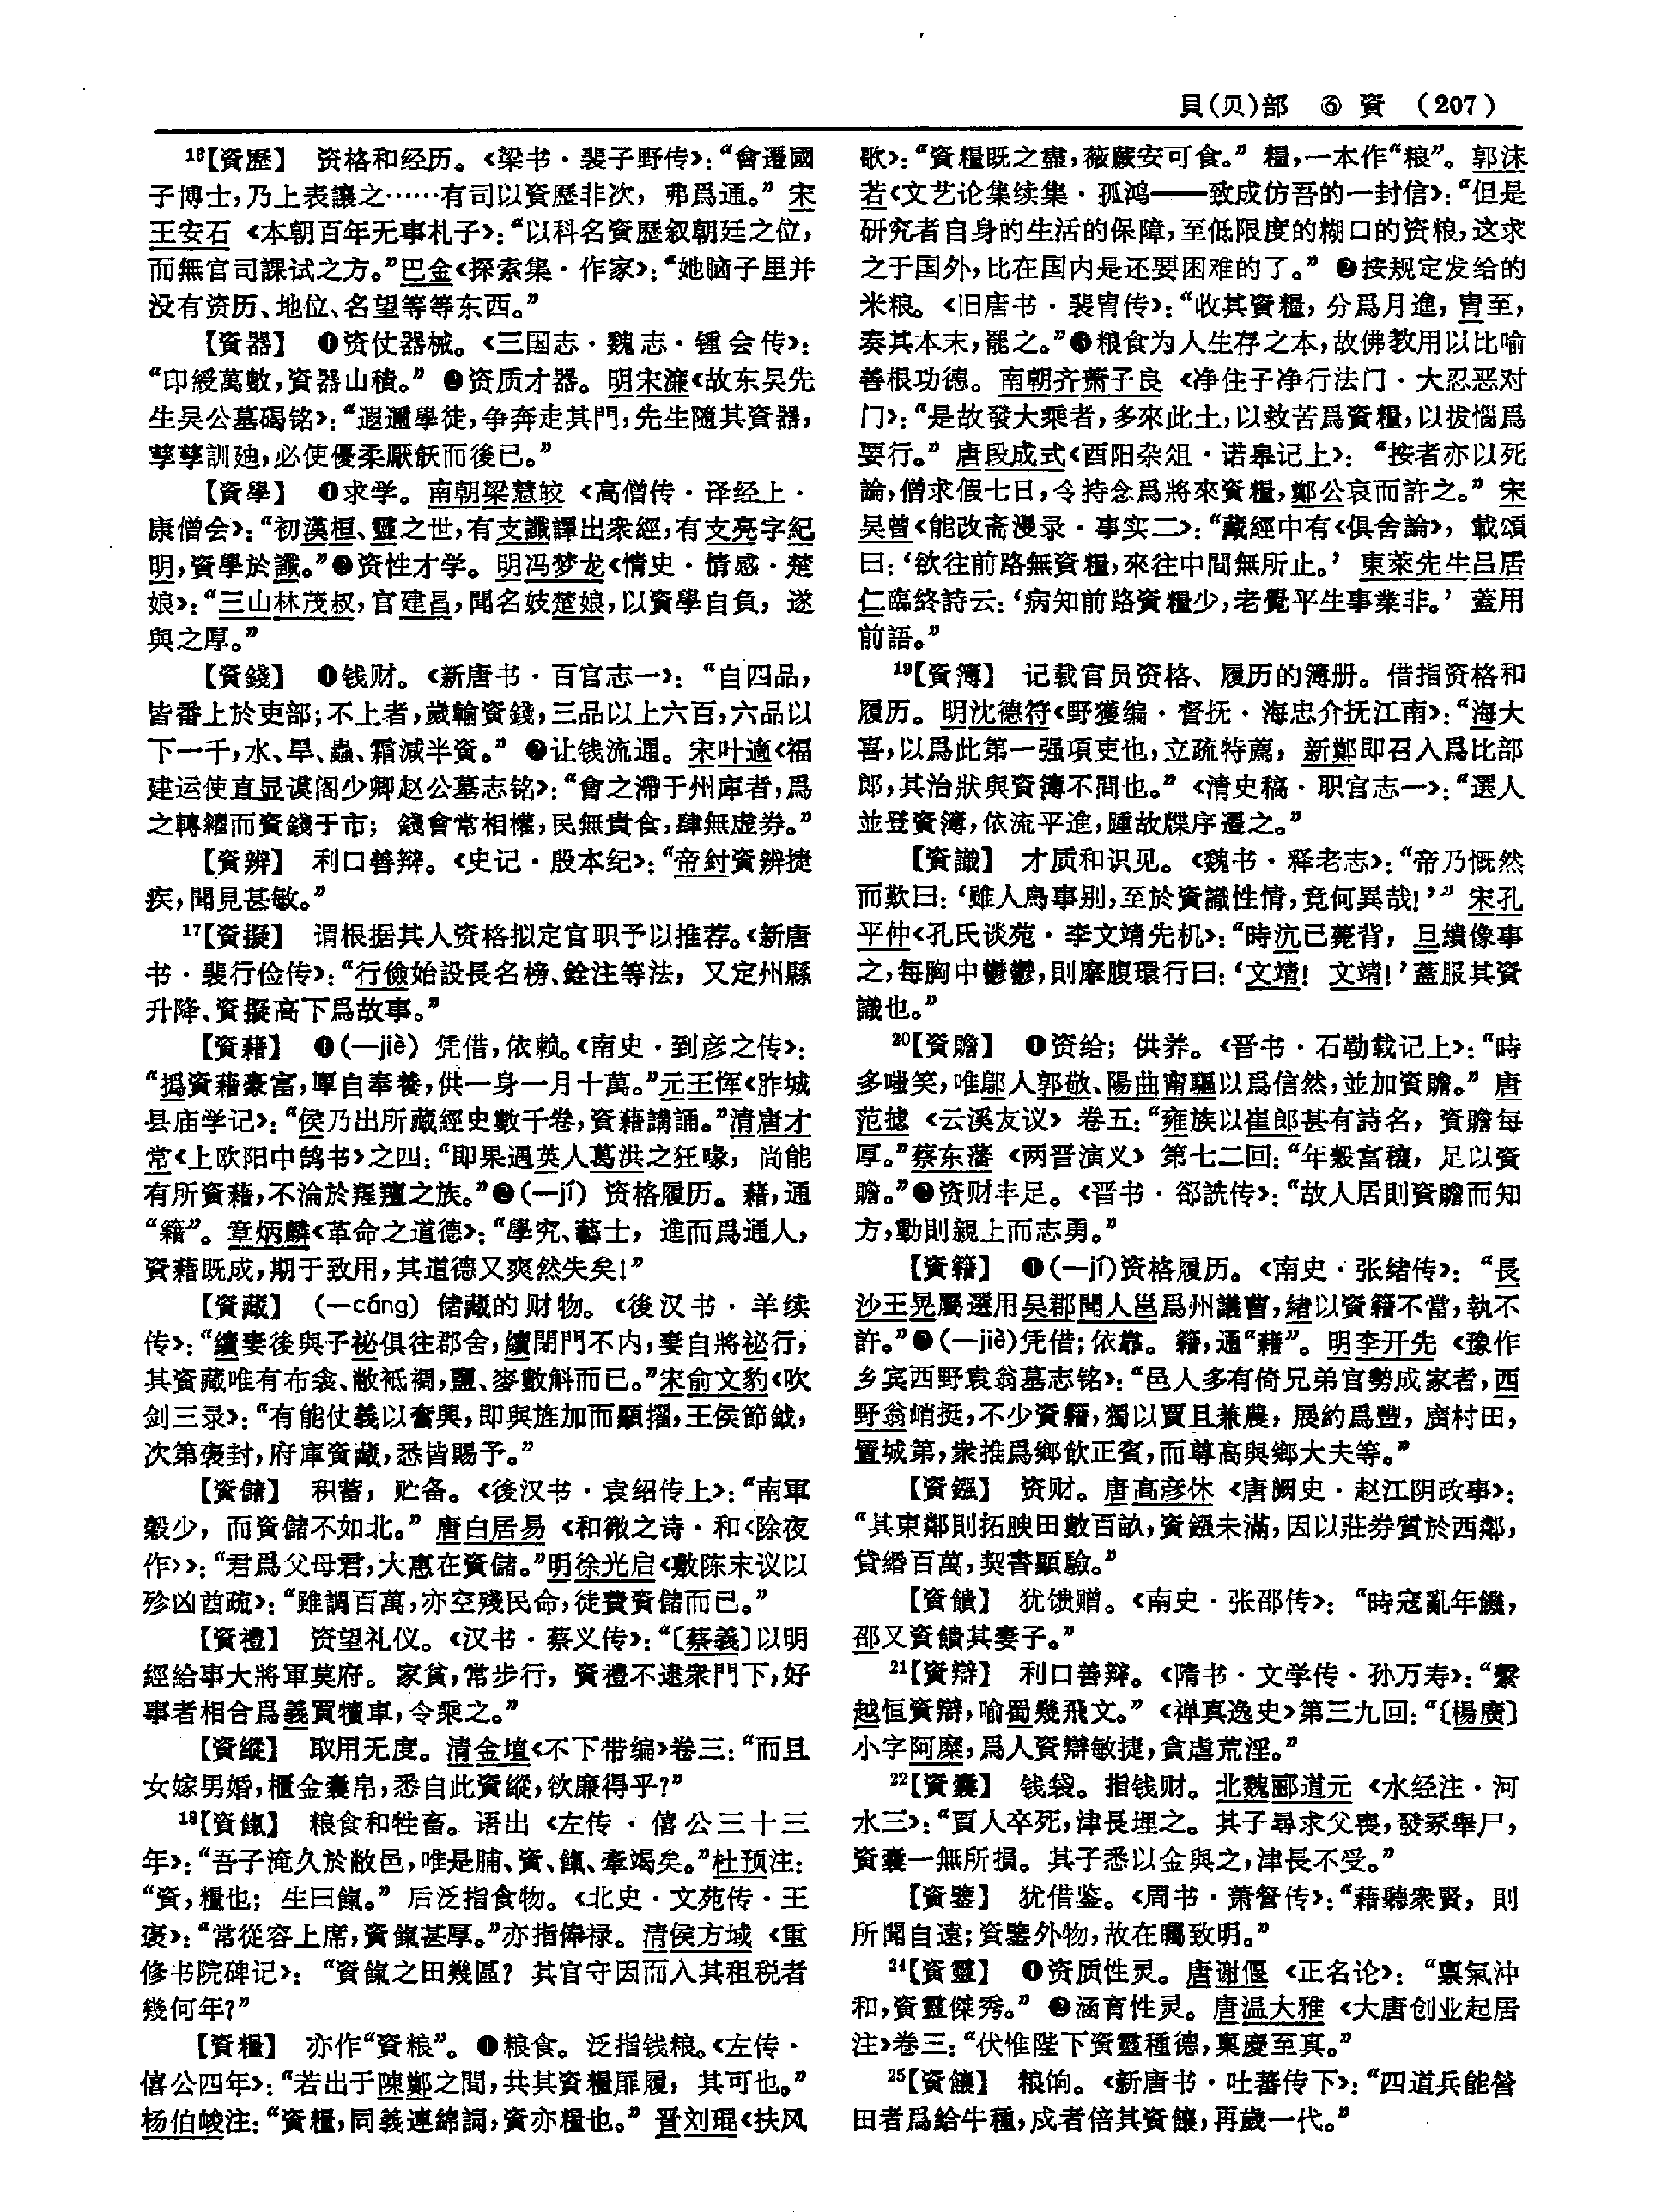 貝(贝)部 ⑥ 資 (207)
¹⁶【資歷】 资格和经历。《梁书·裴子野传》：“會遷國
子博士，乃上表讓之……有司以資歷非次，弗爲通。”宋
王安石《本朝百年无事札子》：“以科名資歷叙朝廷之位，
而無官司課试之方。”巴金《探索集·作家》：“她脑子里并
没有资历、地位、名望等等东西。”
【資器】 ❶资仗器械。《三国志·魏志·锺会传》：
“印綬萬數，資器山積。” ❷资质才器。明宋濂《故东吴先
生吴公墓碣铭》：“遐邇學徒，争奔走其門，先生隨其資器，
孳孳訓廸，必使優柔厭飫而後已。”
【資學】 ❶求学。南朝梁慧皎《高僧传·译经上·
康僧会》：“初漢桓、靈之世，有支讖譯出衆經，有支亮字紀
明，資學於讖。”❷资性才学。明冯梦龙《情史·情感·楚
娘》：“三山林茂叔，官建昌，聞名妓楚娘，以資學自負，遂
與之厚。”
【資錢】 ❶钱财。《新唐书·百官志一》：“自四品，
皆番上於吏部；不上者，歲輸資錢，三品以上六百，六品以
下一千，水、旱、蟲、霜減半資。” ❷让钱流通。宋叶適《福
建运使直显谟阁少卿赵公墓志铭》：“會之滯于州庫者，爲
之轉糴而資錢于市；錢會常相權，民無貴食，肆無虚券。”
【資辨】 利口善辩。《史记·殷本纪》：“帝紂資辨捷
疾，聞見甚敏。”
¹⁷【資擬】 谓根据其人资格拟定官职予以推荐。《新唐
书·裴行俭传》：“行儉始設長名榜、銓注等法，又定州縣
升降、資擬高下爲故事。”
【資藉】 ❶(—jiè) 凭借，依赖。《南史·到彦之传》：
“撝資藉豪富，厚自奉養，供一身一月十萬。”元王恽《胙城
县庙学记》：“侯乃出所藏經史數千卷，資藉講誦。”清唐才
常《上欧阳中鹄书》之四：“即果遇英人葛洪之狂喙，尚能
有所資藉，不淪於羶之族。”❷(—jí) 资格履历。藉，通
“籍”。章炳麟《革命之道德》：“學究、藝士，進而爲通人，
資藉既成，期于致用，其道德又爽然失矣！”
【資藏】 (—cáng) 储藏的财物。《後汉书·羊续
传》：“續妻後與子祕俱往郡舍，續閉門不内，妻自將祕行，
其資藏唯有布衾、敝袛裯，鹽、麥數斛而已。”宋俞文豹《吹
剑三录》：“有能仗義以奮興，即與旌加而顯擢，王侯節鉞，
次第褒封，府庫資藏，悉皆賜予。”
【資儲】 积蓄，贮备。《後汉书·袁绍传上》：“南軍
穀少，而資儲不如北。”唐白居易《和微之诗·和〈除夜
作〉》：“君爲父母君，大惠在資儲。”明徐光启《敷陈末议以
殄凶酋疏》：“雖調百萬，亦空殘民命，徒費資儲而已。”
【資禮】 资望礼仪。《汉书·蔡义传》：“〔蔡義〕以明
經給事大將軍莫府。家貧，常步行，資禮不逮衆門下，好
事者相合爲義買犢車，令乘之。”
【資縱】 取用无度。清金埴《不下带编》卷三：“而且
女嫁男婚，櫃金囊帛，悉自此資縱，欲廉得乎？”
¹⁸【資餼】 粮食和牲畜。语出《左传·僖公三十三
年》：“吾子淹久於敝邑，唯是脯、資、餼、牽竭矣。”杜预注：
“資，糧也；生曰餼。”后泛指食物。《北史·文苑传·王
褒》：“常從容上席，資餼甚厚。”亦指俸禄。清侯方域《重
修书院碑记》：“資餼之田幾區？其官守因而入其租税者
幾何年？”
【資糧】 亦作“資粮”。❶粮食。泛指钱粮。《左传·
僖公四年》：“若出于陳鄭之間，共其資糧屝屨，其可也。”
杨伯峻注：“資糧，同義連綿詞，資亦糧也。”晋刘琨《扶风
歌》：“資糧既乏盡，薇蕨安可食。”糧，一本作“粮”。郭沫
若《文艺论集续集·孤鸿——致成仿吾的一封信》：“但是
研究者自身的生活的保障，至低限度的糊口的资粮，这求
之于国外，比在国内是还要困难的了。” ❷按规定发给的
米粮。《旧唐书·裴胄传》：“收其資糧，分爲月進，胄至，
奏其本末，罷之。”❸粮食为人生存之本，故佛教用以比喻
善根功德。南朝齐萧子良《净住子净行法门·大忍恶对
门》：“是故發大乘者，多來此土，以救苦爲資糧，以拔惱爲
要行。”唐段成式《酉阳杂俎·诺皋记上》：“按者亦以死
論，僧求假七日，令持念爲將來資糧，鄭公哀而許之。”宋
吴曾《能改斋漫录·事实二》：“藏經中有《俱舍論》，載頌
曰：‘欲往前路無資糧，來往中間無所止。’東萊先生吕居
仁臨終詩云：‘病知前路資糧少，老覺平生事業非。’蓋用
前語。”
¹⁹【資簿】 记载官员资格、履历的簿册。借指资格和
履历。明沈德符《野獲编·督抚·海忠介抚江南》：“海大
喜，以爲此第一强項吏也，立疏特薦，新鄭即召入爲比部
郎，其治狀與資簿不問也。”《清史稿·职官志一》：“選人
並登資簿，依流平進，踵故牒序遷之。”
【資識】 才质和识见。《魏书·释老志》：“帝乃慨然
而歎曰：‘雖人鳥事别，至於資識性情，竟何異哉！’”宋孔
平仲《孔氏谈苑·李文靖先机》：“時沆已薨背，旦繢像事
之，每胸中鬱鬱，則摩腹環行曰：‘文靖！文靖！’蓋服其資
識也。”
²⁰【資贍】 ❶资给；供养。《晋书·石勒载记上》：“時
多嗤笑，唯鄔人郭敬、陽曲甯驅以爲信然，並加資贍。”唐
范摅《云溪友议》卷五：“雍族以崔郎甚有詩名，資贍每
厚。”蔡东藩《两晋演义》第七二回：“年穀富穰，足以資
贍。”❷资财丰足。《晋书·郤詵传》：“故人居則資贍而知
方，動則親上而志勇。”
【資籍】 ❶(—jí)资格履历。《南史·张绪传》：“長
沙王晃屬選用吴郡聞人邕爲州議曹，緒以資籍不當，執不
許。”❷(—jiè)凭借；依靠。籍，通“藉”。明李开先《豫作
乡宾西野袁翁墓志铭》：“邑人多有倚兄弟官勢成家者，西
野翁峭挺，不少資籍，獨以賈且兼農，展約爲豐，廣村田，
置城第，衆推爲鄉飲正賓，而尊高與鄉大夫等。”
【資鏹】 资财。唐高彦休《唐阙史·赵江阴政事》：
“其東鄰則拓腴田數百畝，資鏹未滿，因以莊券質於西鄰，
貸緡百萬，契書顯驗。”
【資饋】 犹馈赠。《南史·张邵传》：“時寇亂年饑，
邵又資饋其妻子。”
²¹【資辯】 利口善辩。《隋书·文学传·孙万寿》：“繫
越恒資辯，喻蜀幾飛文。”《禅真逸史》第三九回：“〔楊廣〕
小字阿糜，爲人資辯敏捷，貪虐荒淫。”
²²【資囊】 钱袋。指钱财。北魏郦道元《水经注·河
水三》：“賈人卒死，津長埋之。其子尋求父喪，發冢舉尸，
資囊一無所損。其子悉以金與之，津長不受。”
【資鑒】 犹借鉴。《周书·萧詧传》：“藉聽衆賢，則
所聞自遠；資鑒外物，故在矚致明。”
²⁴【資靈】 ❶资质性灵。唐谢偃《正名论》：“禀氣沖
和，資靈傑秀。” ❷涵育性灵。唐温大雅《大唐创业起居
注》卷三：“伏惟陛下資靈種德，稟慶至真。”
²⁵【資饟】 粮饷。《新唐书·吐蕃传下》：“四道兵能營
田者爲給牛種，戍者倍其資饟，再歲一代。”